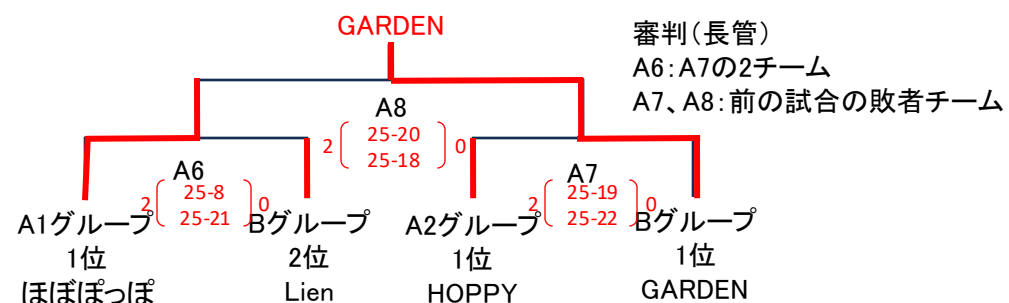 GARDEN
審判(長管)
A6:A7の2チーム
A7、A8:前の試合の敗者チーム
A8
2 25-20 0
25-18
A6
2 25-8 0
25-21
A7
2 25-19 0
25-22
A1グループ
1位
ほぼぽっぽ
Bグループ
2位
Lien
A2グループ
1位
HOPPY
Bグループ
1位
GARDEN